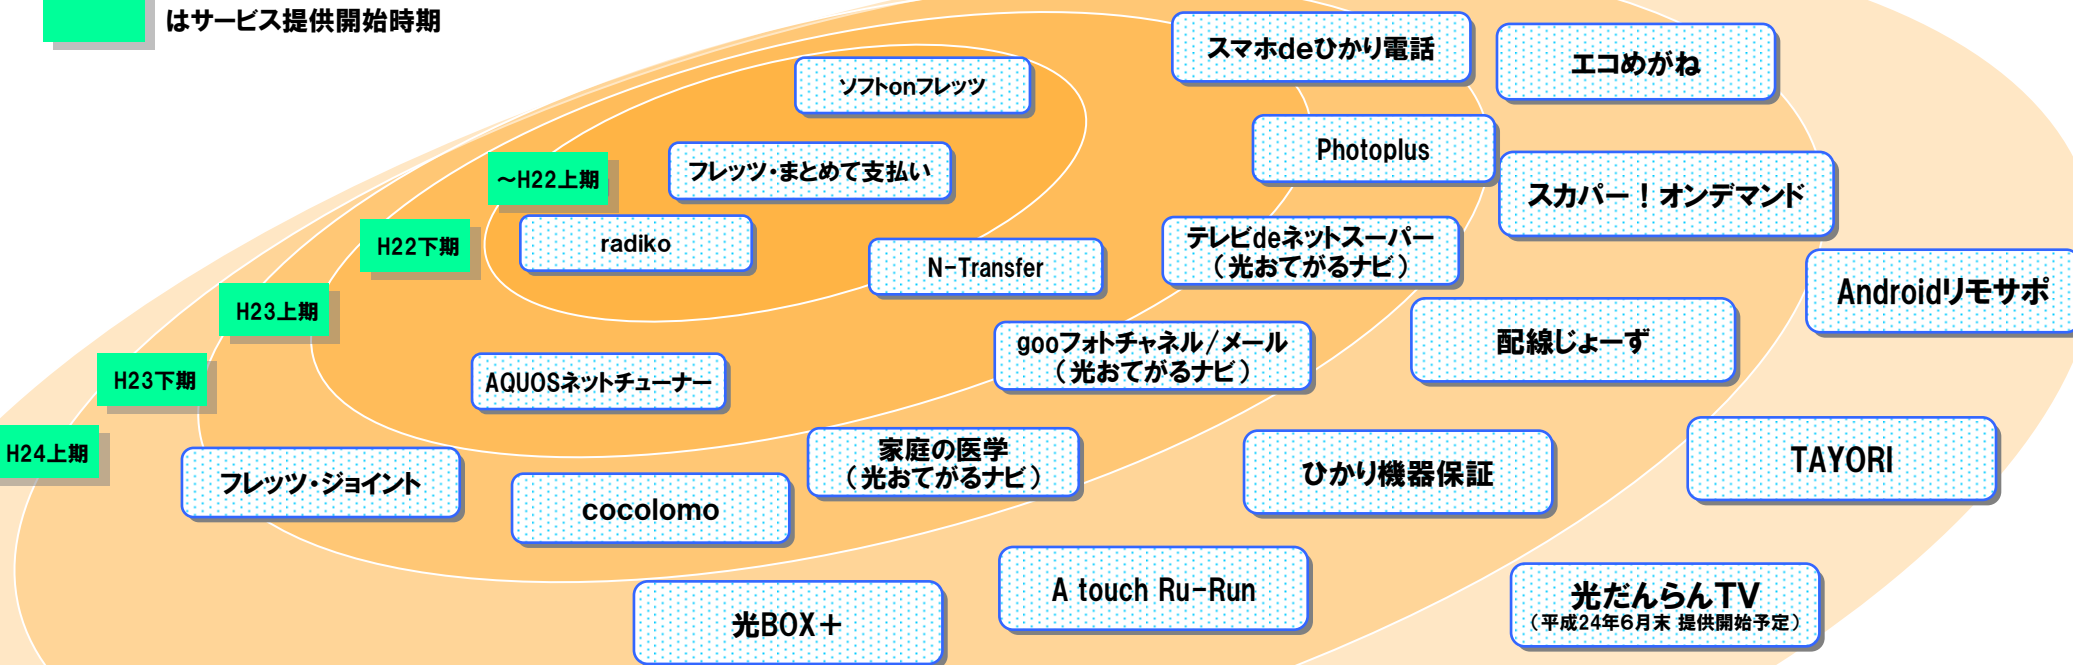 はサービス提供開始時期
スマホdeひかり電話
エコめがね
ソフトonフレッツ
Photoplus
～H22上期
フレッツ・まとめて支払い
スカパー！オンデマンド
H22下期
radiko
N-Transfer
テレビdeネットスーパー
（光おてがるナビ）
Androidリモサポ
H23上期
gooフォトチャネル/メール
（光おてがるナビ）
配線じょーず
H23下期
AQUOSネットチューナー
H24上期
フレッツ・ジョイント
cocolomo
家庭の医学
（光おてがるナビ）
ひかり機器保証
TAYORI
光BOX＋
A touch Ru-Run
光だんらんTV
（平成24年6月末 提供開始予定）